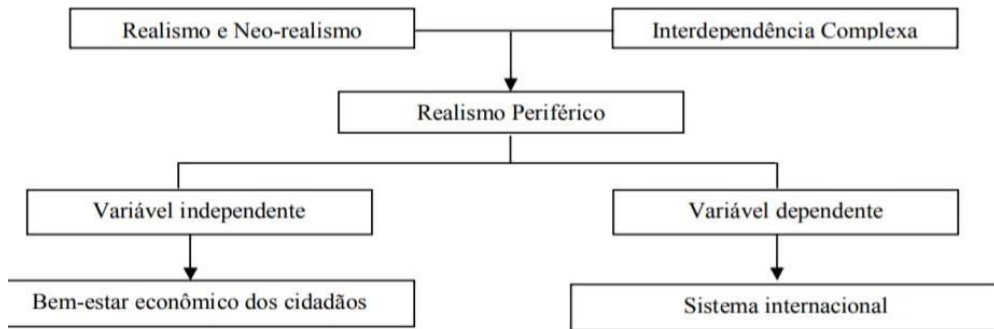 Realismo e Neo-realismo
Interdependência Complexa
Realismo Periférico
Variável independente
Variável dependente
Bem-estar econômico dos cidadãos
Sistema internacional